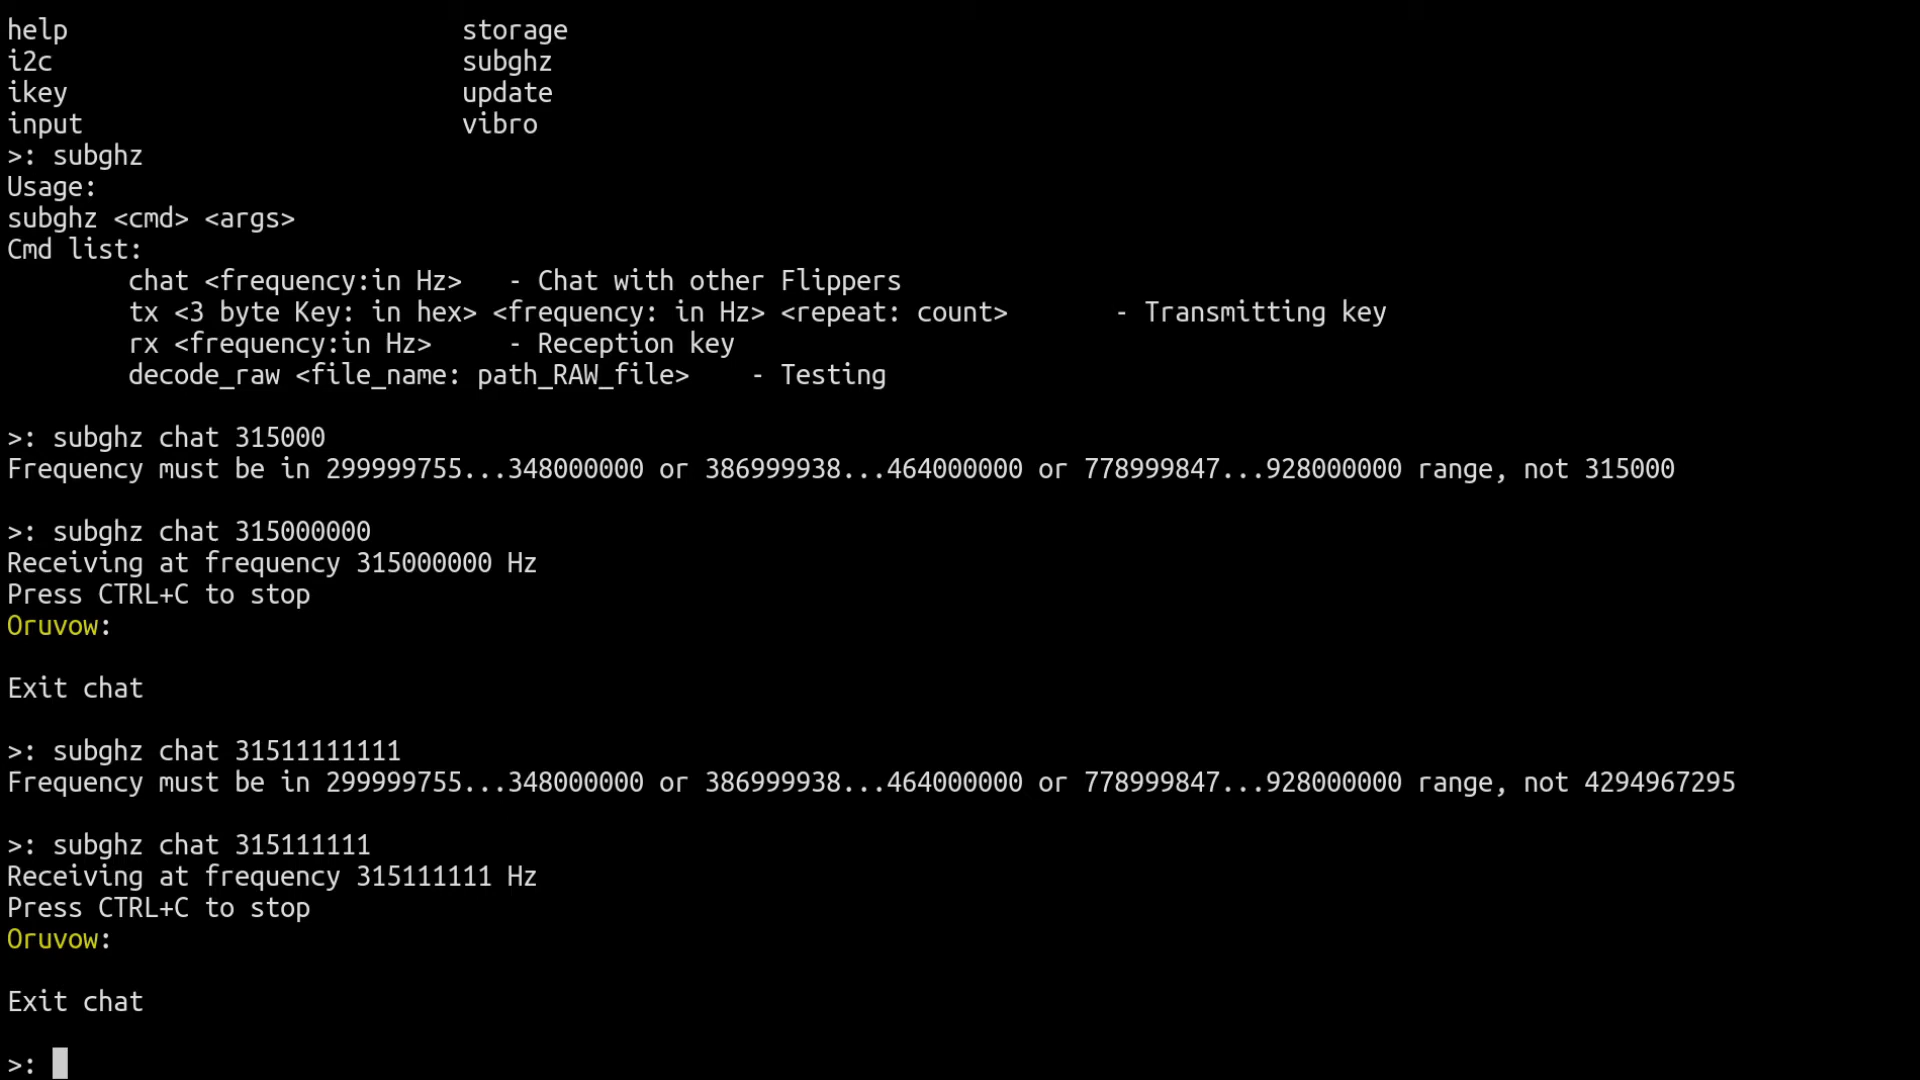 help storage
i2c subghz
ikey update
input vibro
>: subghz
Usage:
subghz <cmd> <args>
Cmd list:
chat <frequency:in Hz> - Chat with other Flippers
tx <3 byte Key: in hex> <frequency: in Hz> <repeat: count> - Transmitting key
rx <frequency:in Hz> - Reception key
decode_raw <file_name: path_RAW_file> - Testing
>: subghz chat 315000
Frequency must be in 299999755...348000000 or 386999938...464000000 or 778999847...928000000 range, not 315000
>: subghz chat 315000000
Receiving at frequency 315000000 Hz
Press CTRL+C to stop
Oruvow:
Exit chat
>: subghz chat 31511111111
Frequency must be in 299999755...348000000 or 386999938...464000000 or 778999847...928000000 range, not 4294967295
>: subghz chat 315111111
Receiving at frequency 315111111 Hz
Press CTRL+C to stop
Oruvow:
Exit chat
>: